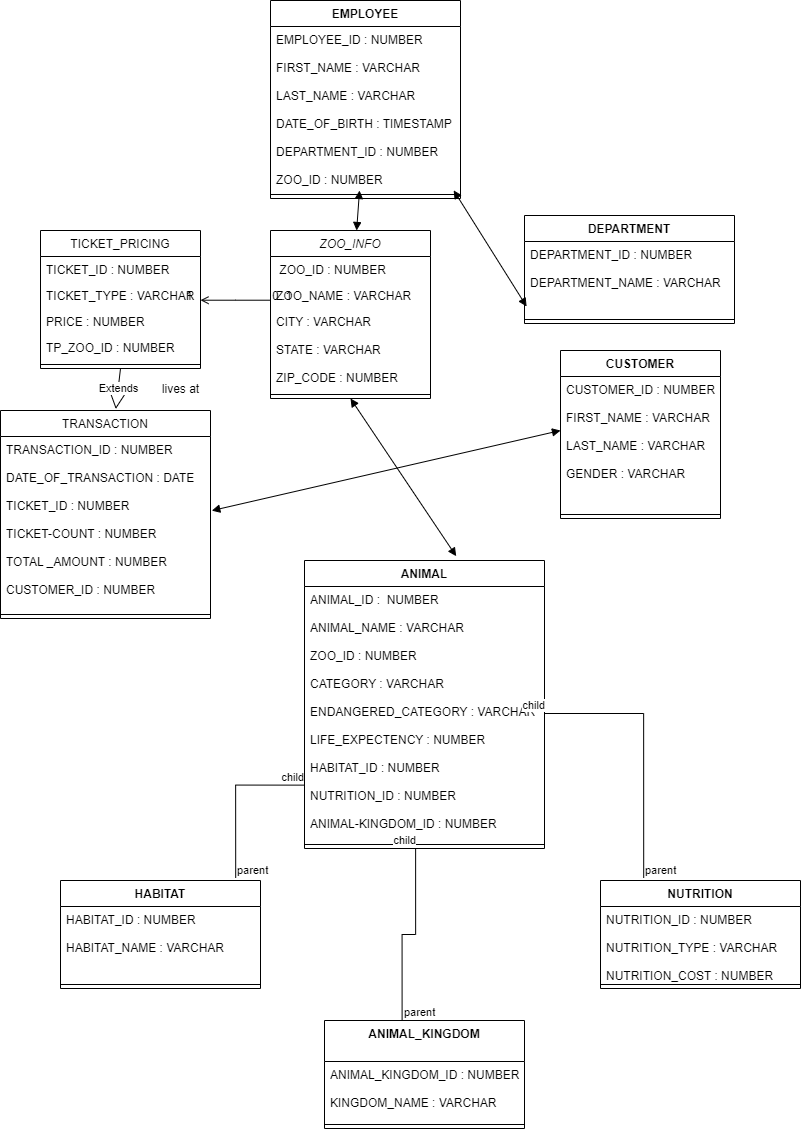 EMPLOYEE
EMPLOYEE_ID : NUMBER
FIRST_NAME : VARCHAR
LAST_NAME : VARCHAR
DATE_OF_BIRTH : TIMESTAMP
DEPARTMENT_ID : NUMBER
ZOO_ID : NUMBER
DEPARTMENT
DEPARTMENT_ID : NUMBER
DEPARTMENT_NAME : VARCHAR
TICKET_PRICING
TICKET_ID : NUMBER
TICKET_TYPE : VARCHAR
PRICE : NUMBER
TP_ZOO_ID : NUMBER
1
0..1
ZOO_INFO
ZOO_ID : NUMBER
ZOO_NAME : VARCHAR
CITY : VARCHAR
STATE : VARCHAR
ZIP_CODE : NUMBER
Extends
lives at
CUSTOMER
CUSTOMER_ID : NUMBER
FIRST_NAME : VARCHAR
LAST_NAME : VARCHAR
GENDER : VARCHAR
TRANSACTION
TRANSACTION_ID : NUMBER
DATE_OF_TRANSACTION : DATE
TICKET_ID : NUMBER
TICKET-COUNT : NUMBER
TOTAL _AMOUNT : NUMBER
CUSTOMER_ID : NUMBER
ANIMAL
ANIMAL_ID : NUMBER
ANIMAL_NAME : VARCHAR
ZOO_ID : NUMBER
CATEGORY : VARCHAR
ENDANGERED_CATEGORY : VARCHAR
LIFE_EXPECTENCY : NUMBER
HABITAT_ID : NUMBER
NUTRITION_ID : NUMBER
ANIMAL-KINGDOM_ID : NUMBER
child
child
child
parent
parent
parent
HABITAT
HABITAT_ID : NUMBER
HABITAT_NAME : VARCHAR
NUTRITION
NUTRITION_ID : NUMBER
NUTRITION_TYPE : VARCHAR
NUTRITION_COST : NUMBER
ANIMAL_KINGDOM
ANIMAL_KINGDOM_ID : NUMBER
KINGDOM_NAME : VARCHAR